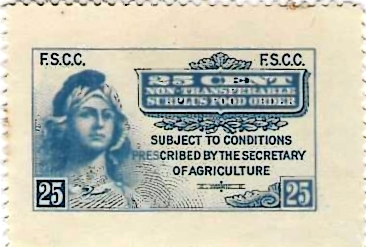 F.S.C.C. F.S.C.C.
25 CENT
NON-TRANSFERABLE
SURPLUS FOOD ORDER
SUBJECT TO CONDITIONS
PRESCRIBED BY THE SECRETARY
OF AGRICULTURE
25 25